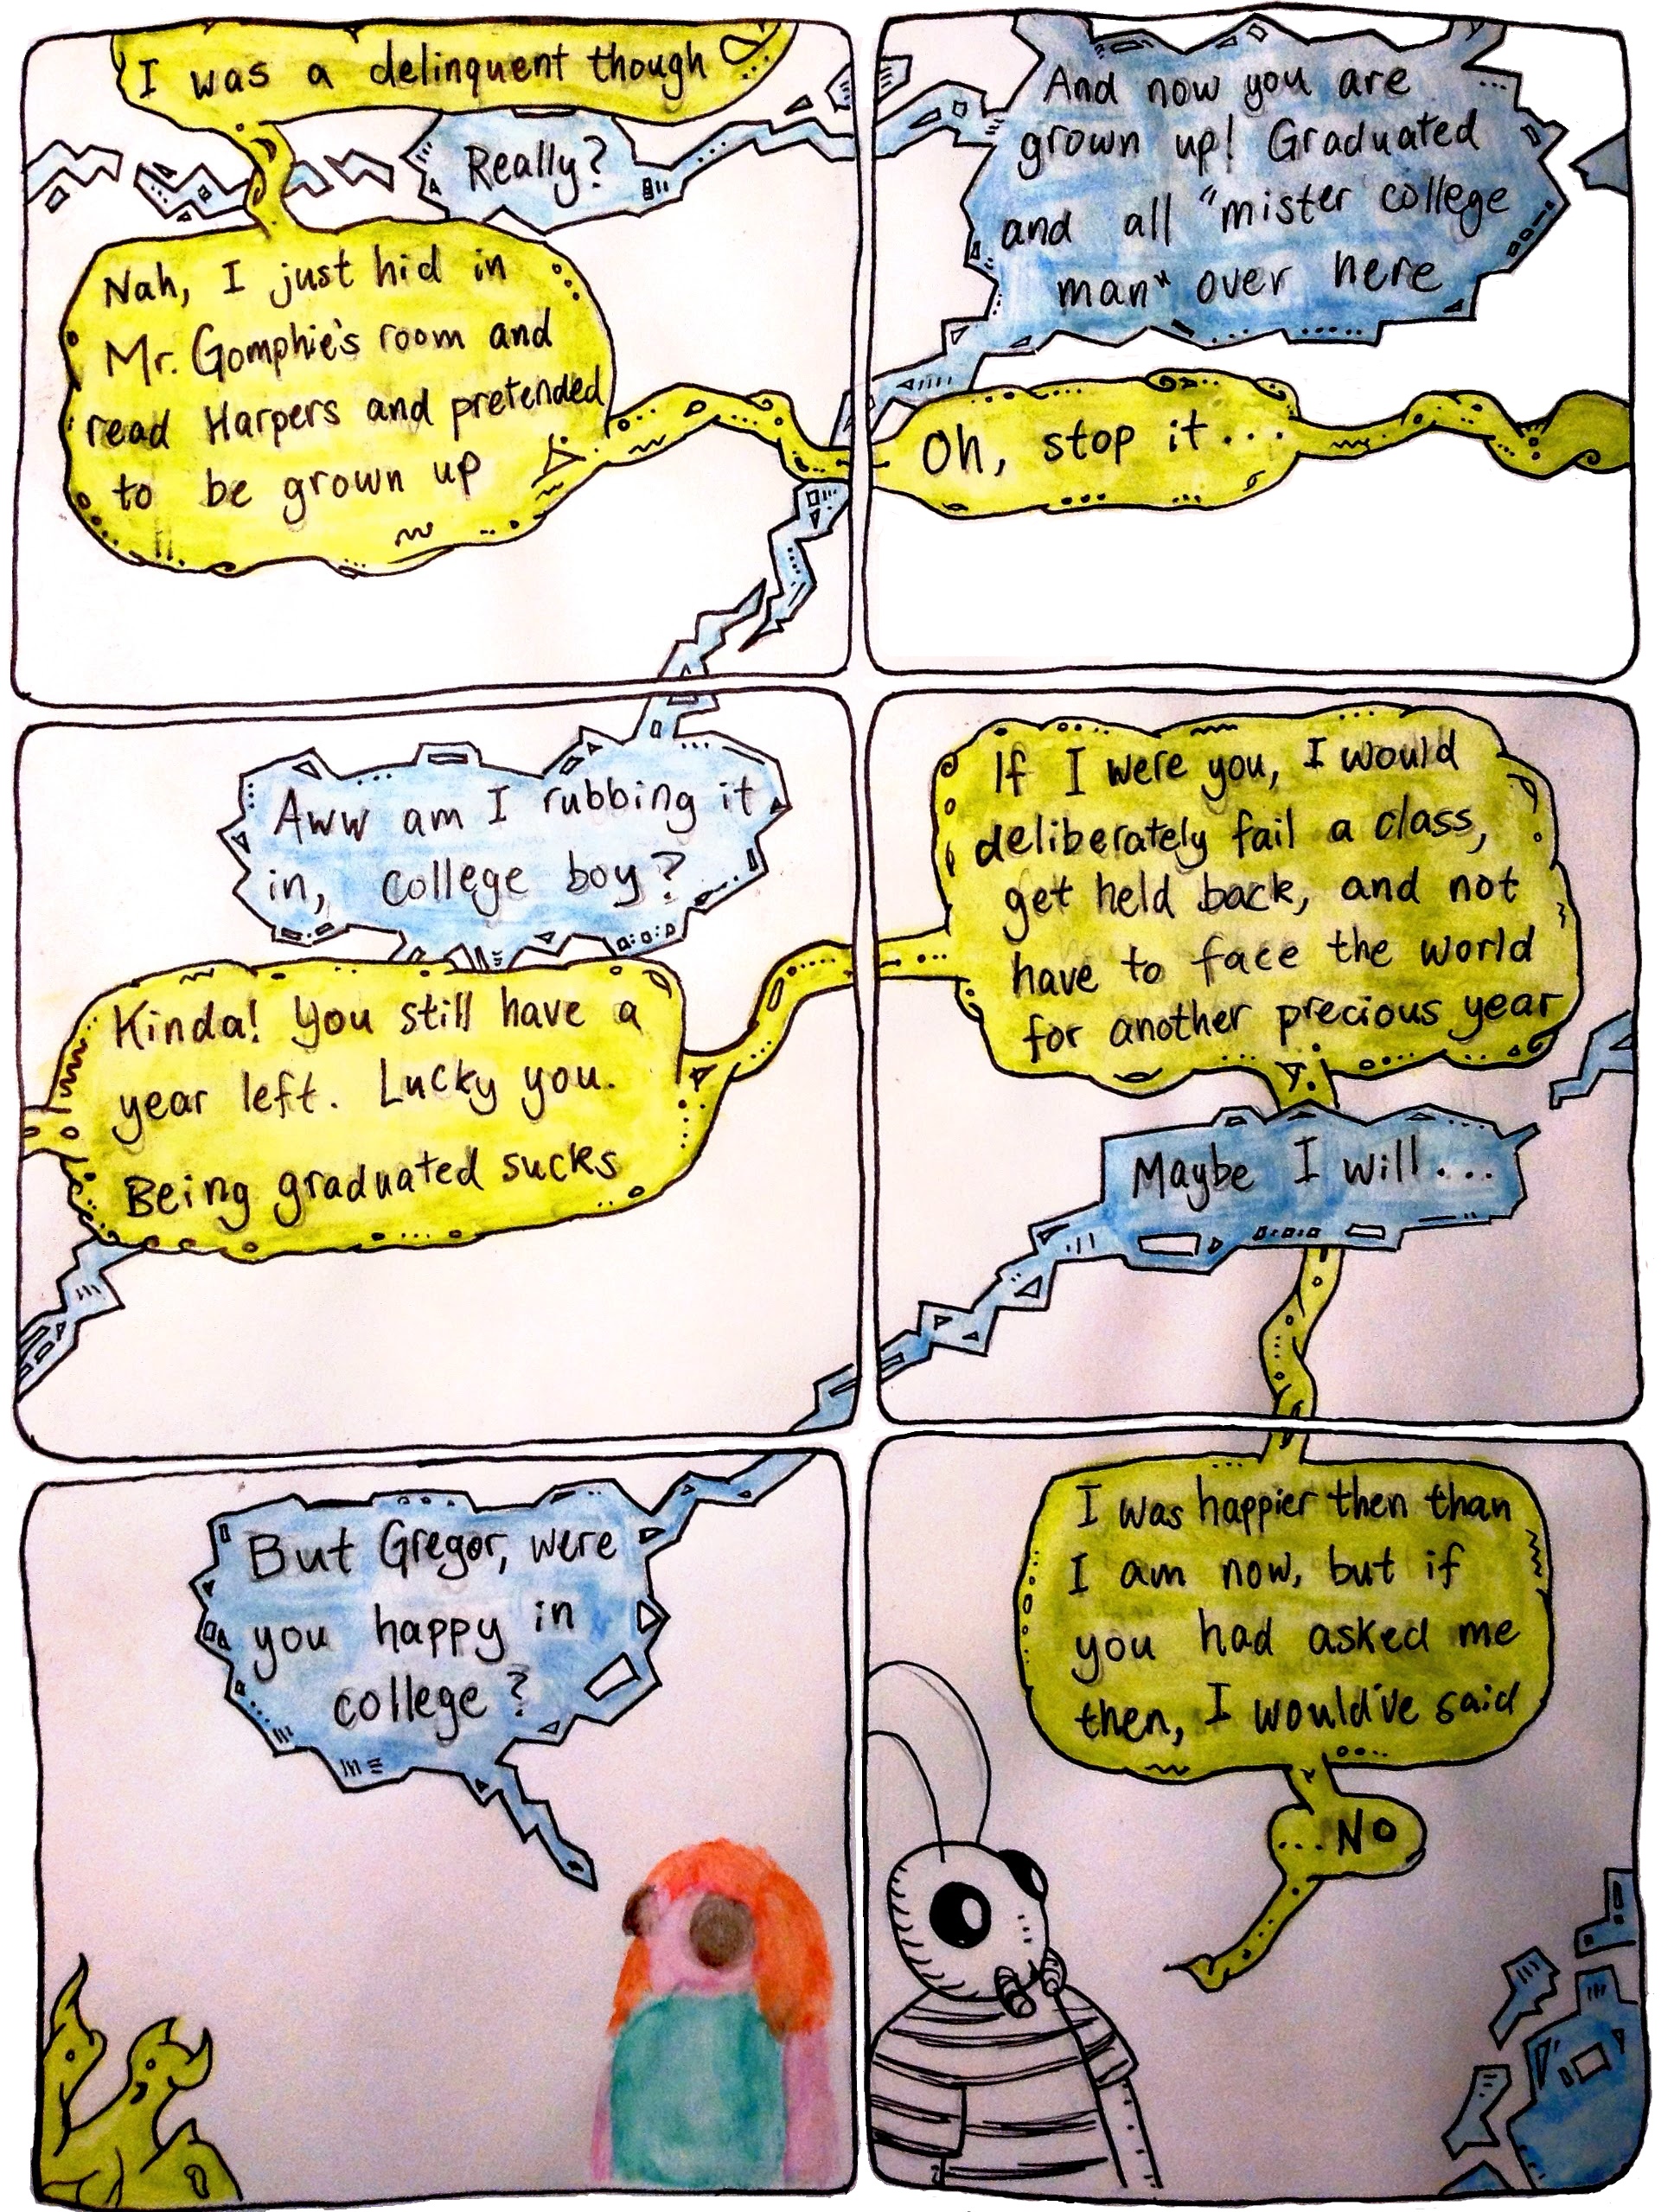 I was a delinquent though
Really?
Nah, I just hid in
Mr. Gomphie's room and
read Harpers and pretended
to be grown up
And now you are
grown up! Graduated
and all "mister college
man" over here
Oh, stop it...
Aww am I rubbing it
in, college boy?
Kinda! You still have a
year left. Lucky you.
Being graduated sucks
If I were you, I would
deliberately fail a class,
get held back, and not
have to face the world
for another precious year
Maybe I will...
But Gregor, were
you happy in
college?
I was happier then than
I am now, but if
you had asked me
then, I would've said
...NO